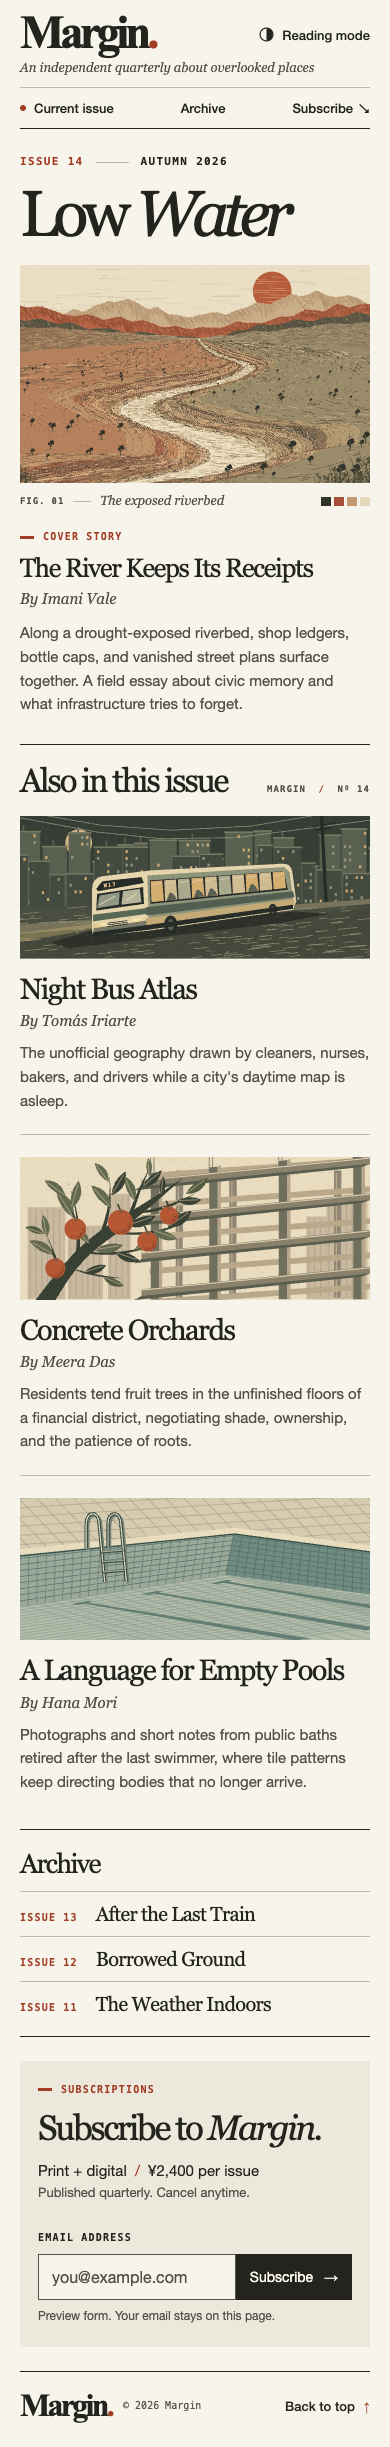 Margin.
Reading mode
An independent quarterly about overlooked places
Current issue
Archive
Subscribe ↘
ISSUE 14 — AUTUMN 2026
Low Water
FIG. 01 — The exposed riverbed
COVER STORY
The River Keeps Its Receipts
By Imani Vale
Along a drought-exposed riverbed, shop ledgers,
bottle caps, and vanished street plans surface
together. A field essay about civic memory and
what infrastructure tries to forget.
Also in this issue
MARGIN / Nº 14
N17
Night Bus Atlas
By Tomás Iriarte
The unofficial geography drawn by cleaners, nurses,
bakers, and drivers while a city's daytime map is
asleep.
Concrete Orchards
By Meera Das
Residents tend fruit trees in the unfinished floors of
a financial district, negotiating shade, ownership,
and the patience of roots.
A Language for Empty Pools
By Hana Mori
Photographs and short notes from public baths
retired after the last swimmer, where tile patterns
keep directing bodies that no longer arrive.
Archive
ISSUE 13 After the Last Train
ISSUE 12 Borrowed Ground
ISSUE 11 The Weather Indoors
SUBSCRIPTIONS
Subscribe to Margin.
Print + digital / ¥2,400 per issue
Published quarterly. Cancel anytime.
EMAIL ADDRESS
you@example.com
Subscribe →
Preview form. Your email stays on this page.
Margin. © 2026 Margin
Back to top ↑